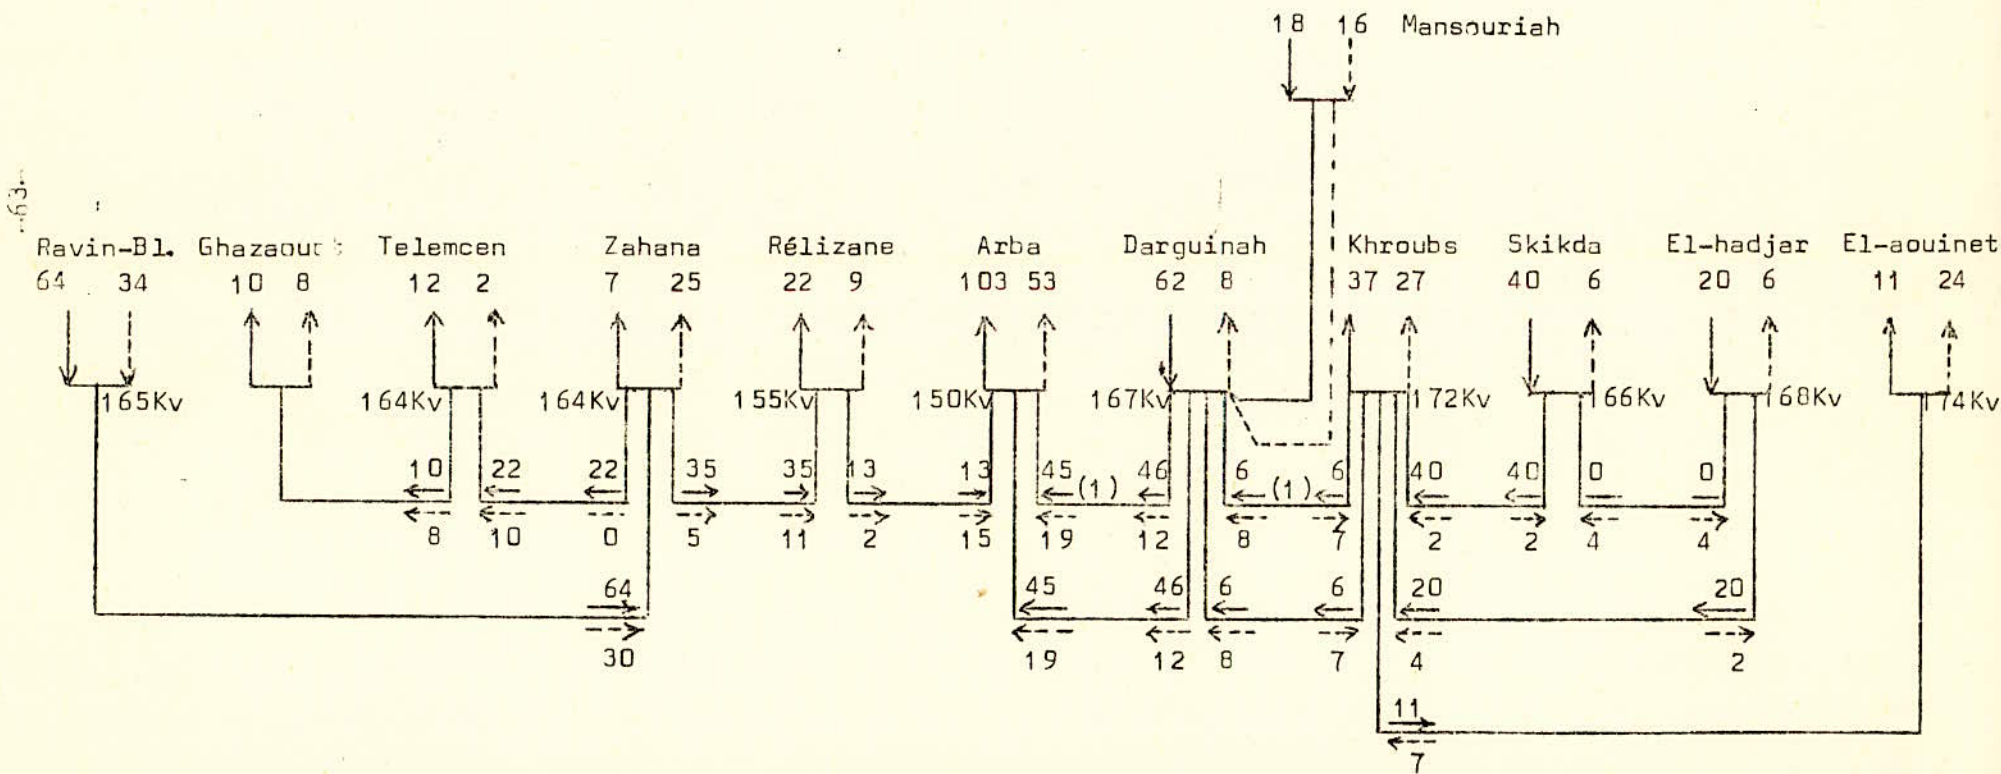 18 16 Mansouriah
-63-
Ravin-Bl. Ghazaout Telemcen Zahana Rélizane Arba Darguinah Khroubs Skikda El-hadjar El-aouinet
64 34 10 8 12 2 7 25 22 9 103 53 62 8 37 27 40 6 20 6 11 24
165Kv 164Kv 164Kv 155Kv 150Kv 167Kv 172Kv 166Kv 168Kv 174Kv
10 22 22 35 35 13 13 45 46 6 6 40 40 0 0
(1) (1)
8 10 0 5 11 2 15 19 12 8 7 2 2 4 4
64 45 46 6 6 20 20
30 19 12 8 7 4 2
11
7